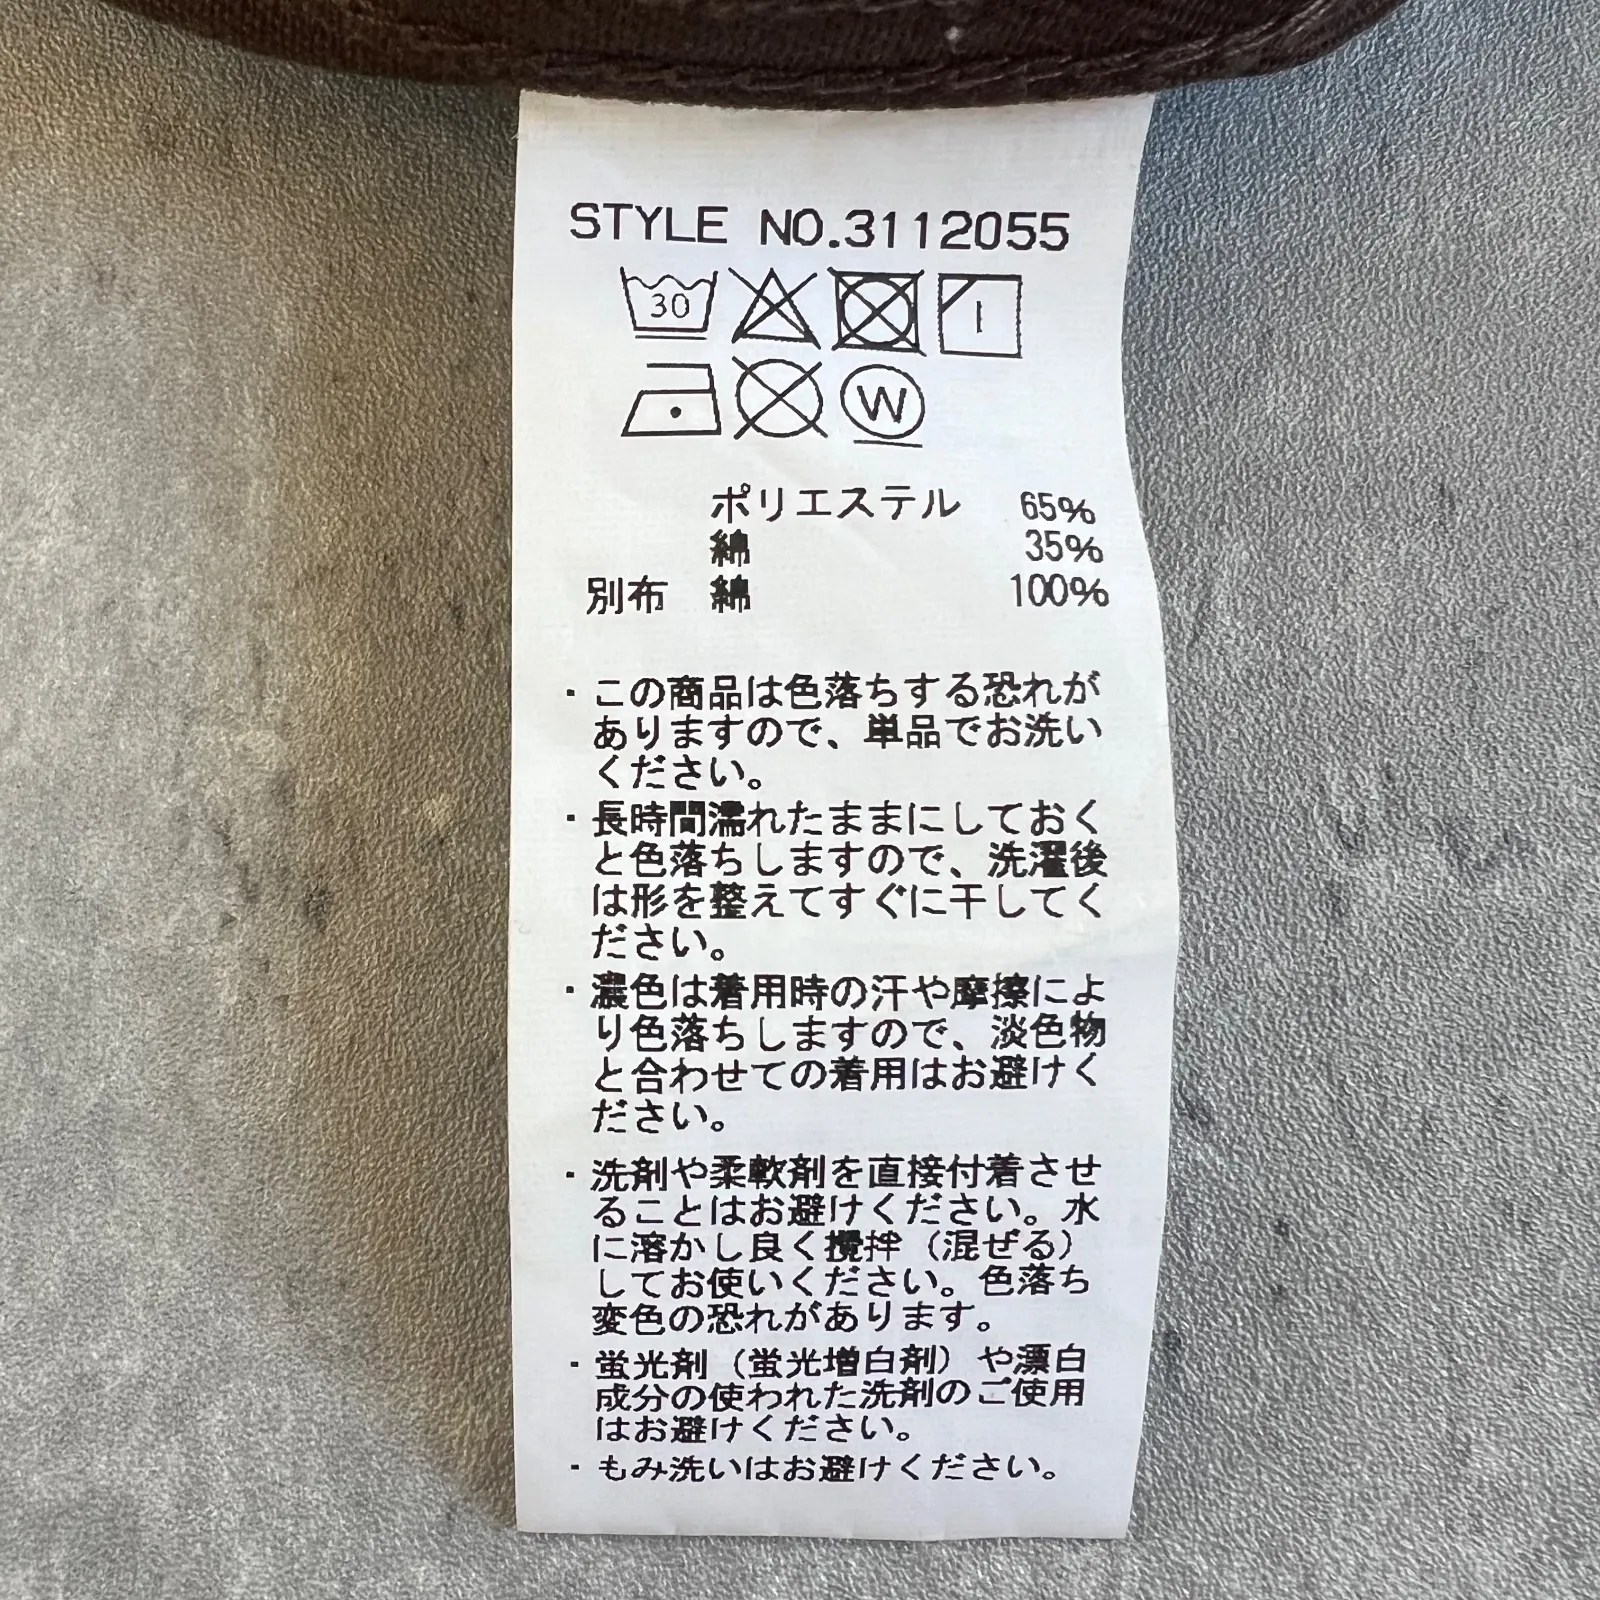 STYLE NO.3112055
30
W
ポリエステル 65%
綿 35%
別布 綿 100%
・この商品は色落ちする恐れが
ありますので、単品でお洗い
ください。
・長時間濡れたままにしておく
と色落ちしますので、洗濯後
は形を整えてすぐに干してく
ださい。
・濃色は着用時の汗や摩擦によ
り色落ちしますので、淡色物
と合わせての着用はお避けく
ださい。
・洗剤や柔軟剤を直接付着させ
ることはお避けください。水
に溶かし良く攪拌（混ぜる）
してお使いください。色落ち
変色の恐れがあります。
・蛍光剤（蛍光増白剤）や漂白
成分の使われた洗剤のご使用
はお避けください。
・もみ洗いはお避けください。